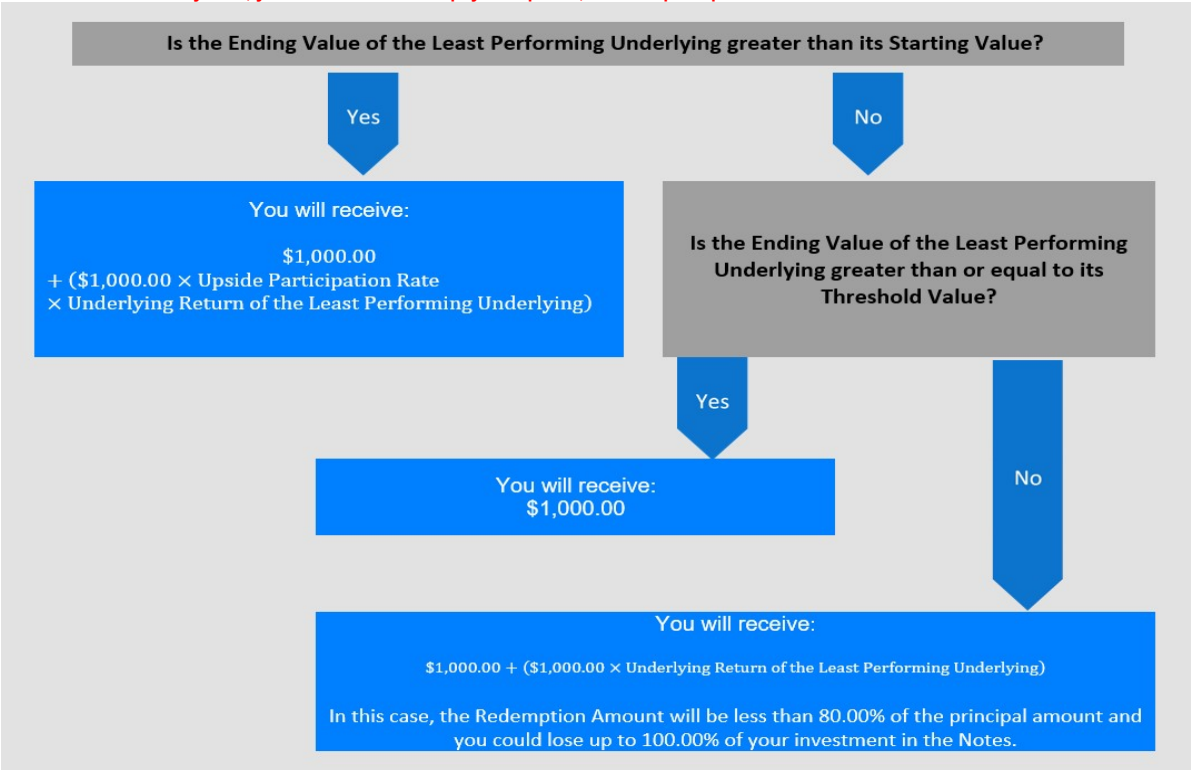 Is the Ending Value of the Least Performing Underlying greater than its Starting Value?
Yes
No
You will receive:
$1,000.00
+ ($1,000.00 × Upside Participation Rate
× Underlying Return of the Least Performing Underlying)
Is the Ending Value of the Least Performing
Underlying greater than or equal to its
Threshold Value?
Yes
You will receive:
$1,000.00
No
You will receive:
$1,000.00 + ($1,000.00 × Underlying Return of the Least Performing Underlying)
In this case, the Redemption Amount will be less than 80.00% of the principal amount and
you could lose up to 100.00% of your investment in the Notes.